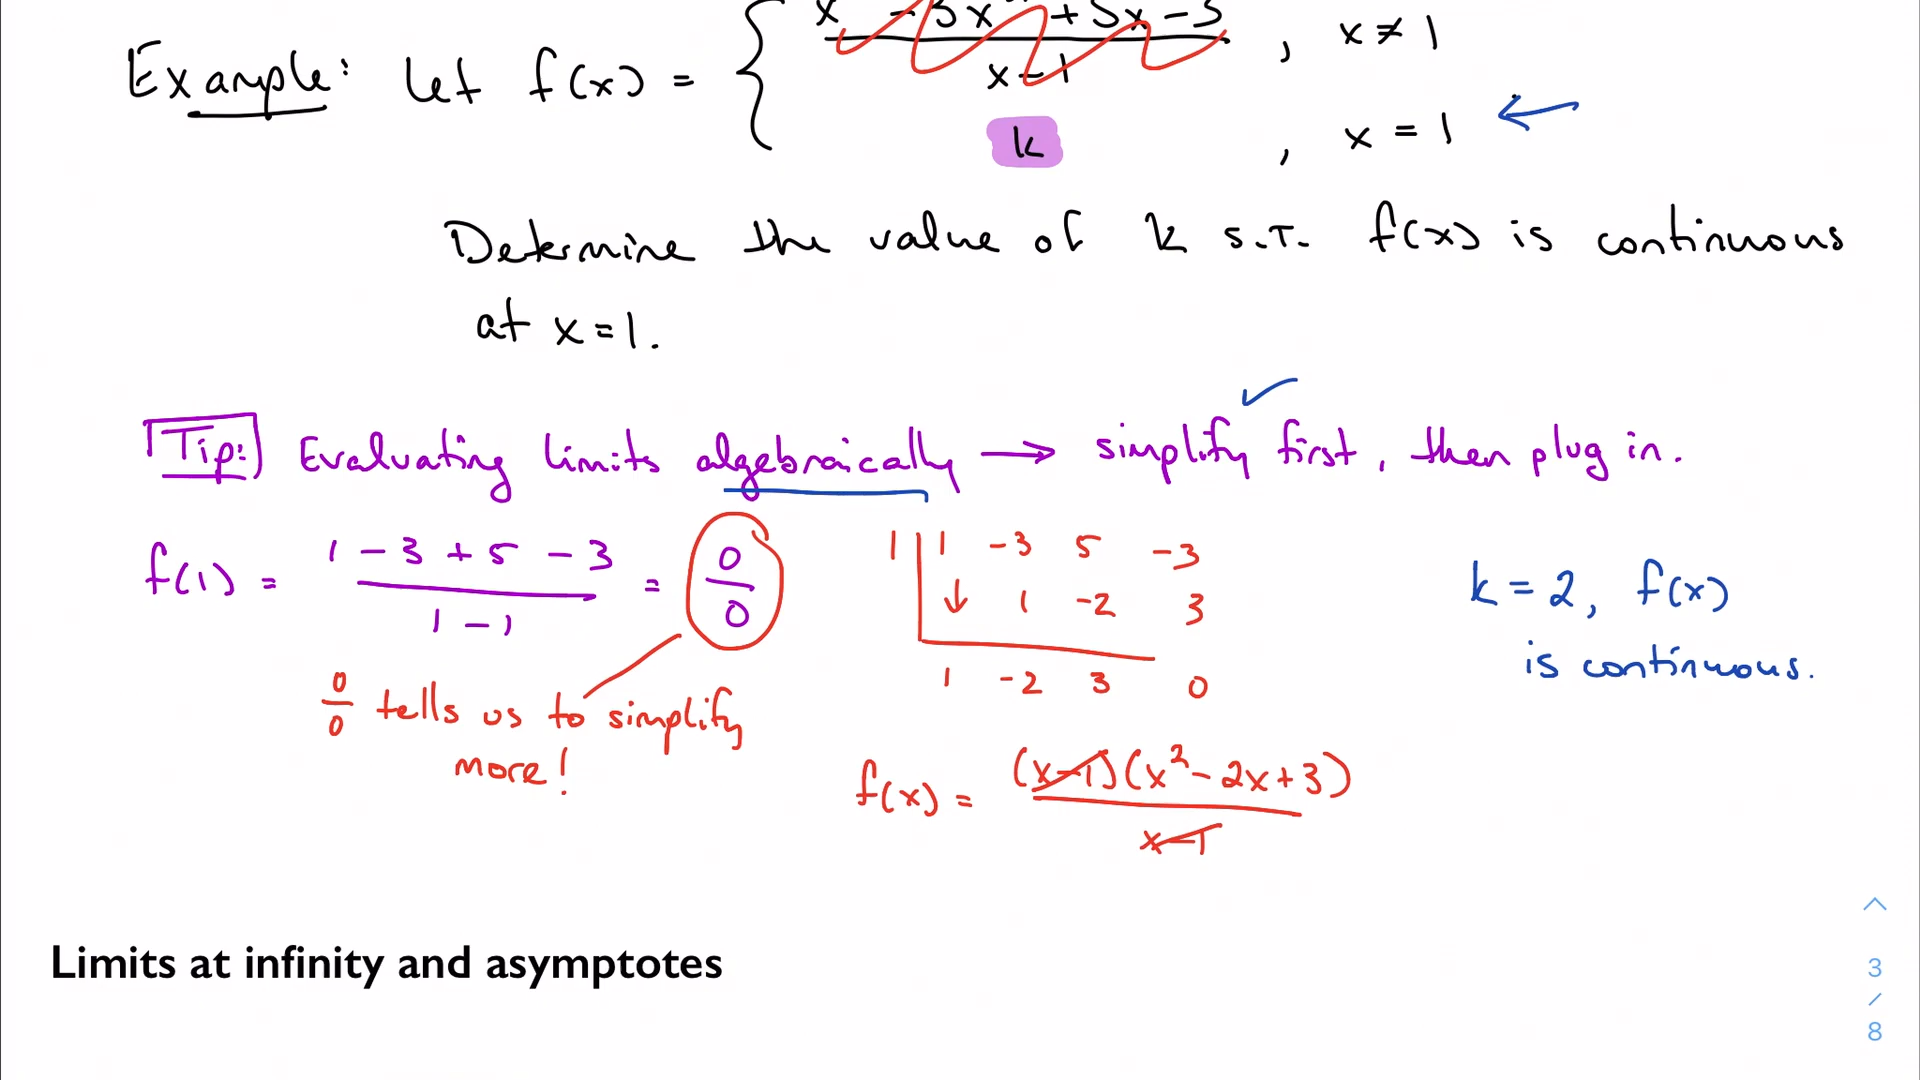 x - 3x + 5x - 3 , x ≠ 1
Example: Let f(x) = {
x - 1
k , x = 1
Determine the value of k s.t. f(x) is continuous
at x = 1.
Tip: Evaluating limits algebraically → simplify first, then plug in.
f(1) = 1 - 3 + 5 - 3 / 1 - 1 = 0/0
1 | 1 -3 5 -3
↓ 1 -2 3
1 -2 3 0
k = 2, f(x)
is continuous.
0/0 tells us to simplify
more!
f(x) = (x-1)(x² - 2x + 3) / x-1
Limits at infinity and asymptotes
3
/
8